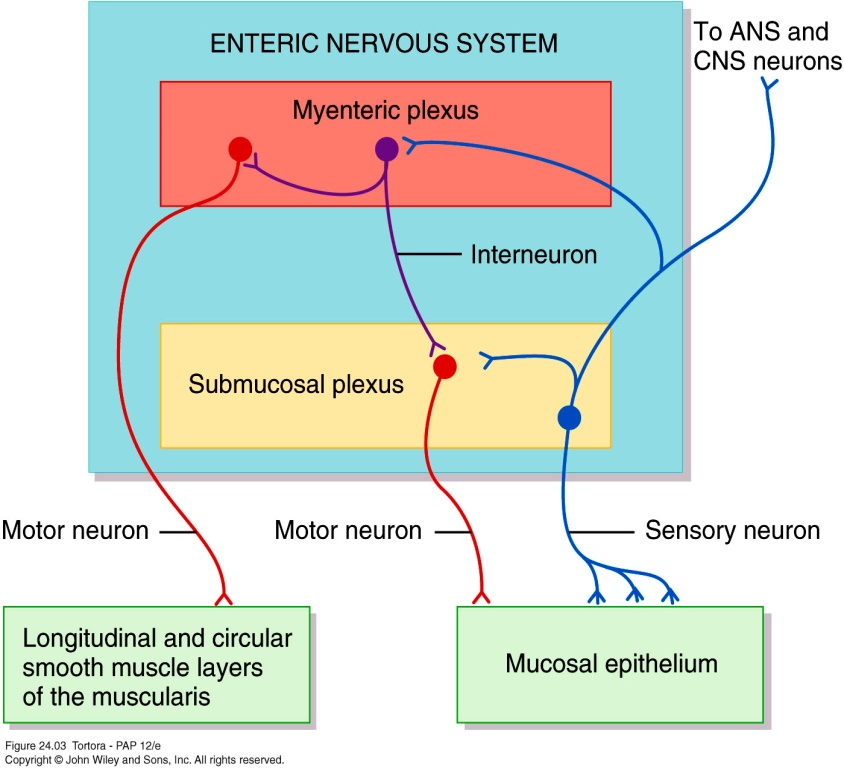 To ANS and
CNS neurons
ENTERIC NERVOUS SYSTEM
Myenteric plexus
Interneuron
Submucosal plexus
Motor neuron
Motor neuron
Sensory neuron
Longitudinal and circular
smooth muscle layers
of the muscularis
Mucosal epithelium
Figure 24.03 Tortora - PAP 12/e
Copyright © John Wiley and Sons, Inc. All rights reserved.